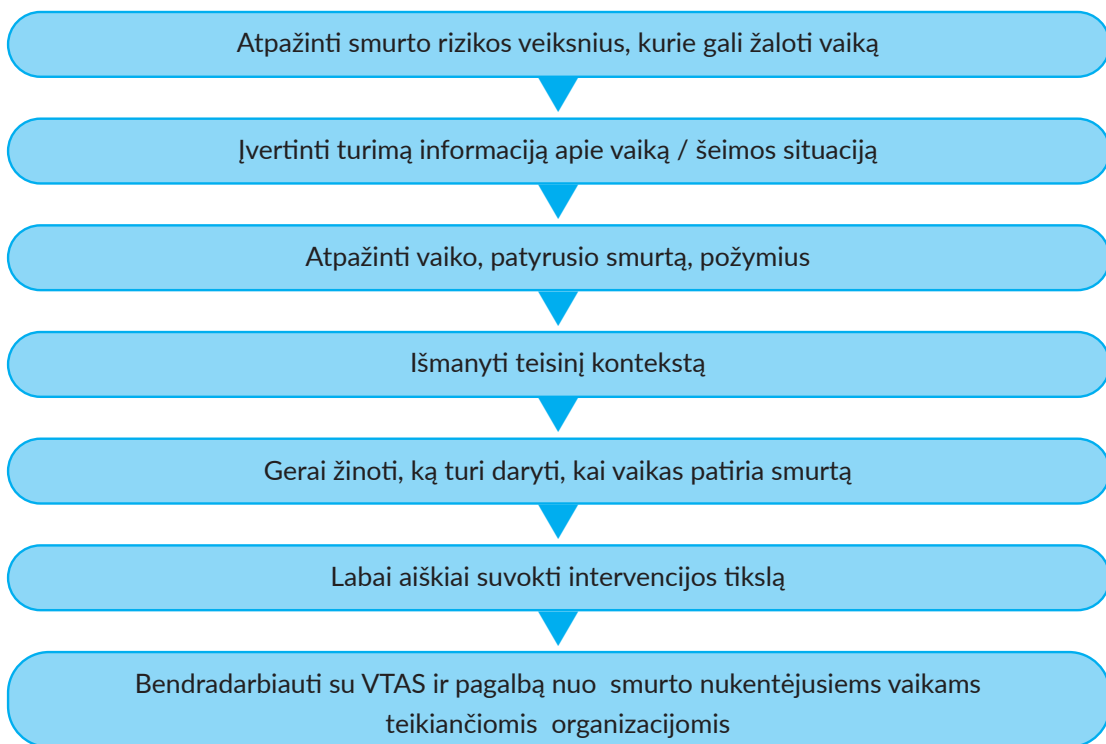 Atpažinti smurto rizikos veiksnius, kurie gali žaloti vaiką
Įvertinti turimą informaciją apie vaiką / šeimos situaciją
Atpažinti vaiko, patyrusio smurtą, požymius
Išmanyti teisinį kontekstą
Gerai žinoti, ką turi daryti, kai vaikas patiria smurtą
Labai aiškiai suvokti intervencijos tikslą
Bendradarbiauti su VTAS ir pagalbą nuo smurto nukentėjusiems vaikams
teikiančiomis organizacijomis